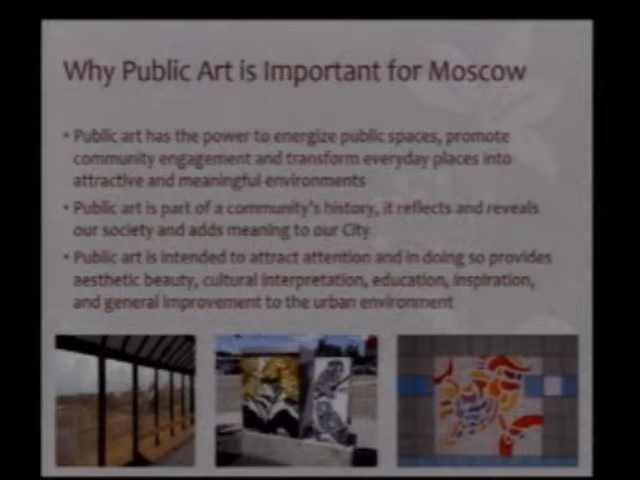 Why Public Art is Important for Moscow
• Public art has the power to energize public spaces, promote
community engagement and transform everyday places into
attractive and meaningful environments
• Public art is part of a community's history, it reflects and reveals
our society and adds meaning to our City
• Public art is intended to attract attention and in doing so provides
aesthetic beauty, cultural interpretation, education, inspiration,
and general improvement to the urban environment